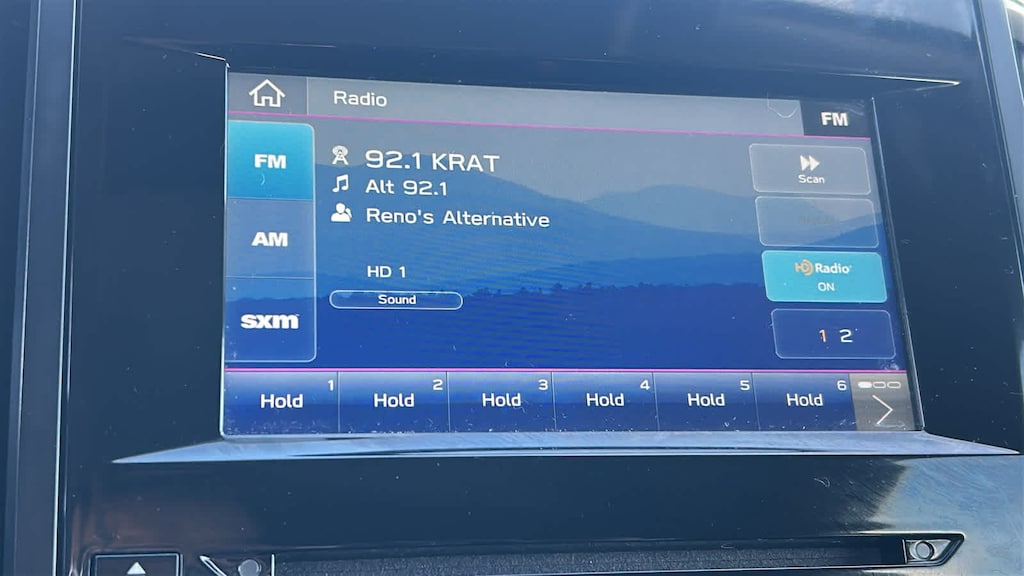 Radio
FM
FM
AM
sxm
92.1 KRAT
Alt 92.1
Reno's Alternative
HD 1
Sound
Scan
HD Radio
ON
1 2
1
Hold
2
Hold
3
Hold
4
Hold
5
Hold
6
Hold